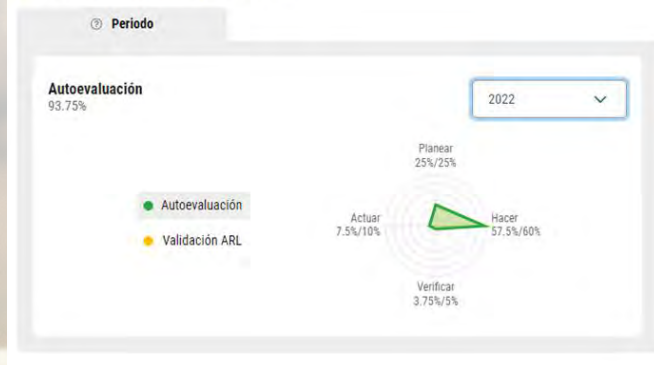 Periodo
Autoevaluación
93.75%
2022
Autoevaluación
Validación ARL
Planear
25%/25%
Actuar
7.5%/10%
Hacer
57.5%/60%
Verificar
3.75%/5%